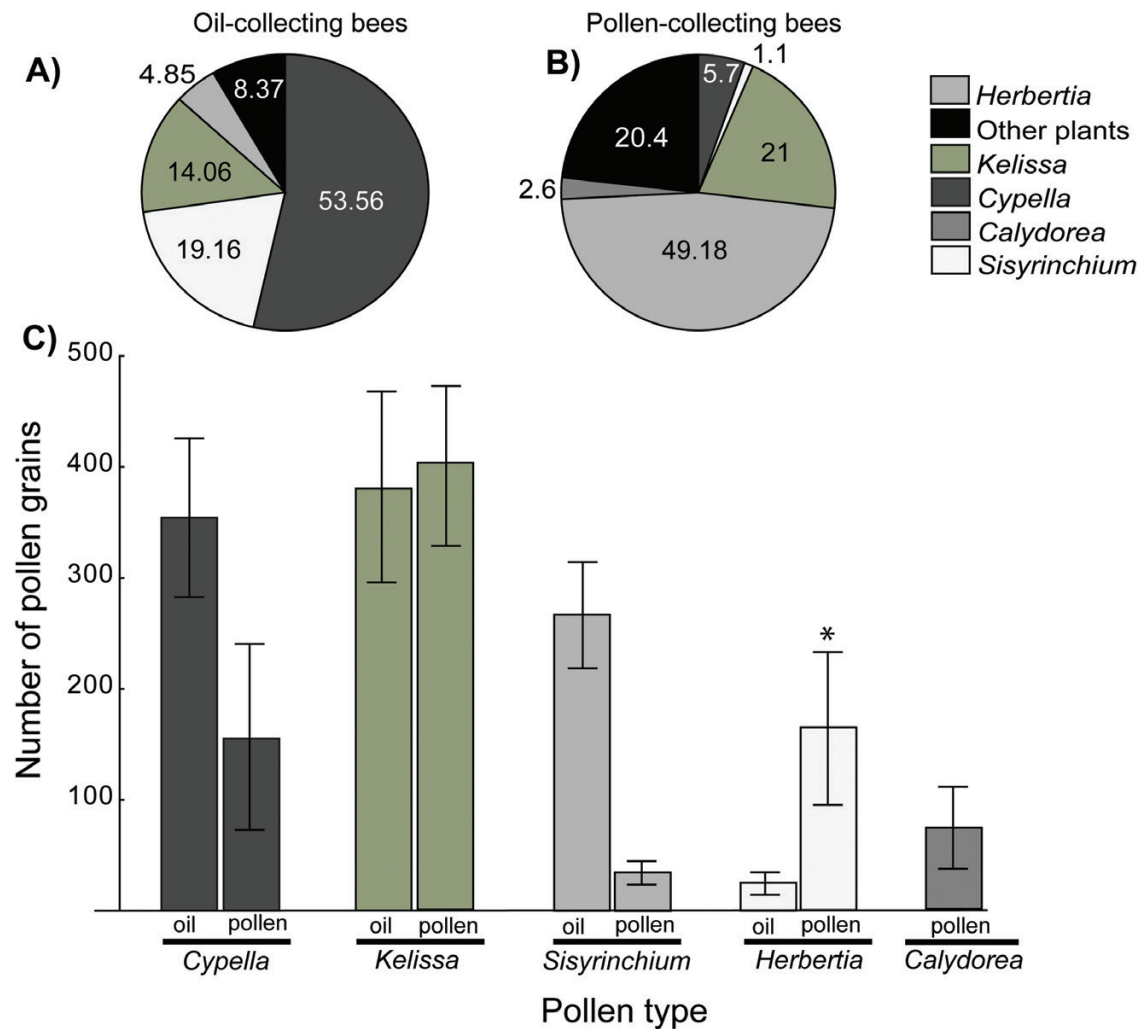 Oil-collecting bees
Pollen-collecting bees
A)
4.85
8.37
14.06
53.56
19.16
B)
1.1
5.7
20.4
21
2.6
49.18
Herbertia
Other plants
Kelissa
Cypella
Calydorea
Sisyrinchium
C)
Number of pollen grains
500
400
300
200
100
*
oil pollen oil pollen oil pollen oil pollen pollen
Cypella Kelissa Sisyrinchium Herbertia Calydorea
Pollen type